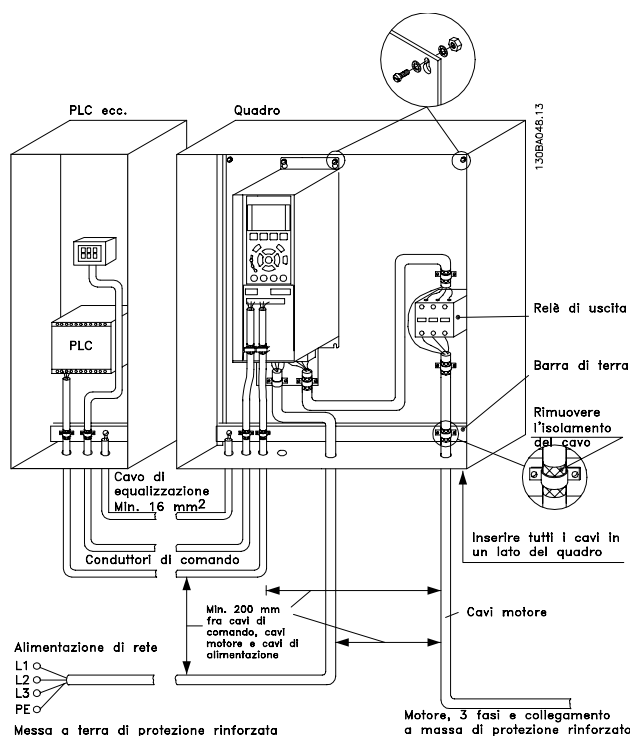 PLC ecc.
Quadro
130BA048.13
PLC
Relè di uscita
Barra di terra
Rimuovere
l'isolamento
del cavo
Cavo di
equalizzazione
Min. 16 mm²
Conduttori di comando
Inserire tutti i cavi in
un lato del quadro
Min. 200 mm
fra cavi di
comando, cavi
motore e cavi di
alimentazione
Cavi motore
Alimentazione di rete
L1
L2
L3
PE
Messa a terra di protezione rinforzata
Motore, 3 fasi e collegamento
a massa di protezione rinforzato